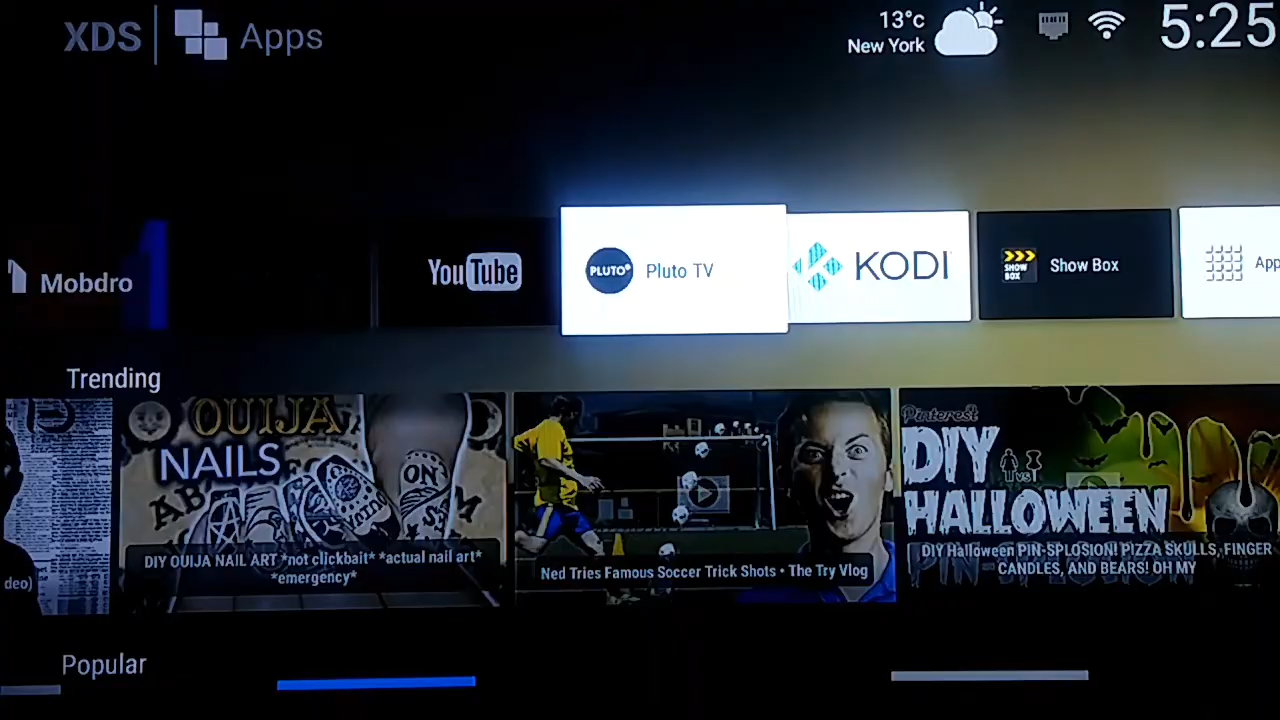 XDS
Apps
13°c
New York
5:25
Mobdro
YouTube
PLUTO
Pluto TV
KODI
SHOW
BOX
Show Box
App
Trending
OUIJA
NAILS
ON
AB
M
DIY OUIJA NAIL ART *not clickbait* *actual nail art*
*emergency*
deo)
Ned Tries Famous Soccer Trick Shots • The Try Vlog
Pinterest
DIY
VS
HALLOWEEN
DIY Halloween PIN-SPLOSION! PIZZA SKULLS, FINGER
CANDLES, AND BEARS! OH MY
Popular